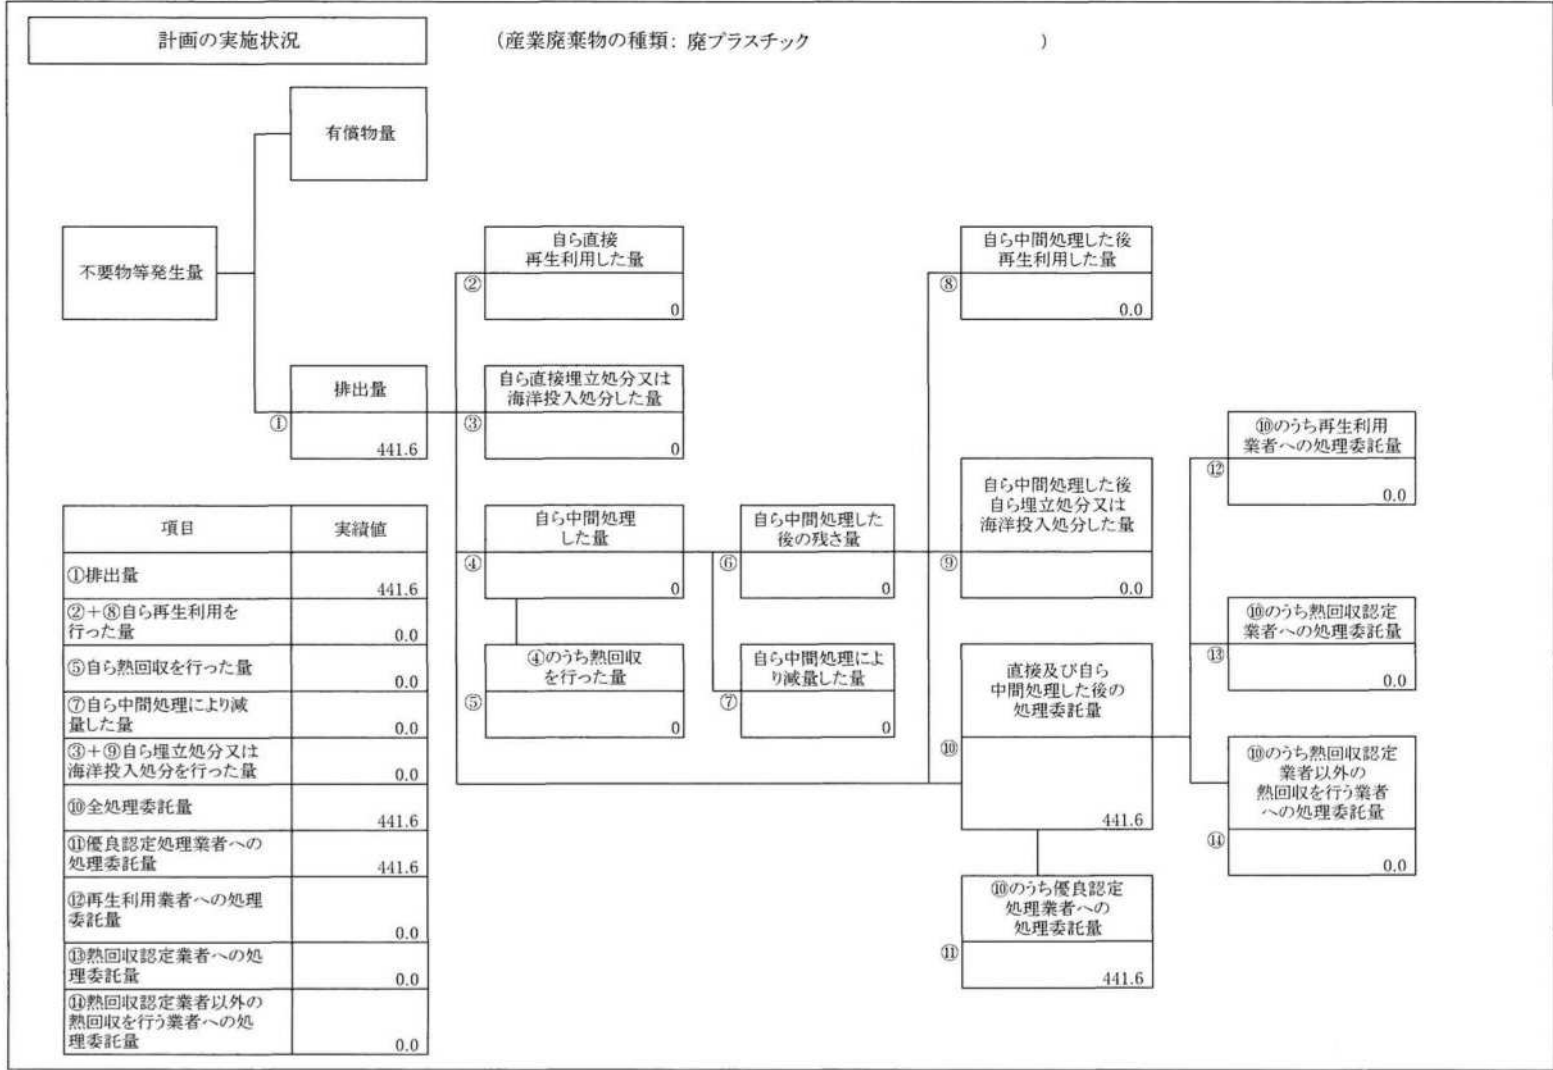 計画の実施状況
(産業廃棄物の種類: 廃プラスチック )
有償物量
不要物等発生量
排出量
①
441.6
自ら直接
再生利用した量
②
0
自ら直接埋立処分又は
海洋投入処分した量
③
0
自ら中間処理
した量
④
0
④のうち熱回収
を行った量
⑤
0
自ら中間処理した
後の残さ量
⑥
0
自ら中間処理によ
り減量した量
⑦
0
自ら中間処理した後
再生利用した量
⑧
0.0
自ら中間処理した後
自ら埋立処分又は
海洋投入処分した量
⑨
0.0
直接及び自ら
中間処理した後の
処理委託量
⑩
441.6
⑩のうち優良認定
処理業者への
処理委託量
⑪
441.6
⑩のうち再生利用
業者への処理委託量
⑫
0.0
⑩のうち熱回収認定
業者への処理委託量
⑬
0.0
⑩のうち熱回収認定
業者以外の
熱回収を行う業者
への処理委託量
⑭
0.0
項目 実績値
①排出量
441.6
②+⑧自ら再生利用を
行った量 0.0
⑤自ら熱回収を行った量
0.0
⑦自ら中間処理により減
量した量 0.0
③+⑨自ら埋立処分又は
海洋投入処分を行った量 0.0
⑩全処理委託量
441.6
⑪優良認定処理業者への
処理委託量 441.6
⑫再生利用業者への処理
委託量
0.0
⑬熱回収認定業者への処
理委託量 0.0
⑭熱回収認定業者以外の
熱回収を行う業者への処
理委託量 0.0